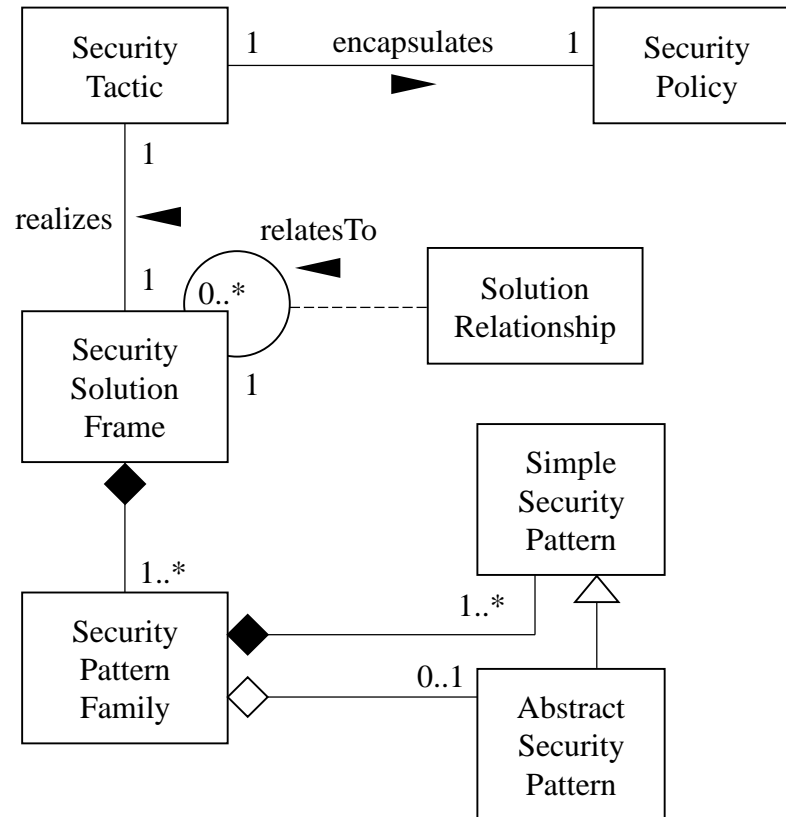 Security
Tactic
1
encapsulates
1
Security
Policy
1
realizes
relatesTo
1
0..*
Solution
Relationship
Security
Solution
Frame
1
Simple
Security
Pattern
1..*
1..*
Security
Pattern
Family
0..1
Abstract
Security
Pattern